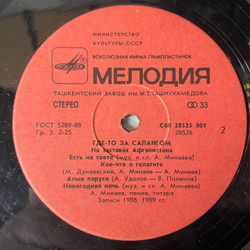 МИНИСТЕРСТВО
КУЛЬТУРЫ СССР
ВСЕСОЮЗНАЯ ФИРМА ГРАМПЛАСТИНОК
МЕЛОДИЯ
ТАШКЕНТСКИЙ ЗАВОД ИМ. М.Т. ТАШМУХАМЕДОВА
СТЕРЕО 33
ГОСТ 5289-88 С60 28525 001
Гр. 3. 2-25 28526 2
ГДЕ-ТО ЗА САЛАНГОМ
На заставах Афганистана
Есть на свете (муз. и сл. А. Минаева)
Кое-что о гопатите
(М. Дунаевский, А. Минаев — А. Минаев)
Алые паруса (А. Удалов — В. Поленов)
Новогодняя ночь (муз. и сл. А. Минаева)
А. Минаев, пение, гитара
Записи 1988, 1989 гг.